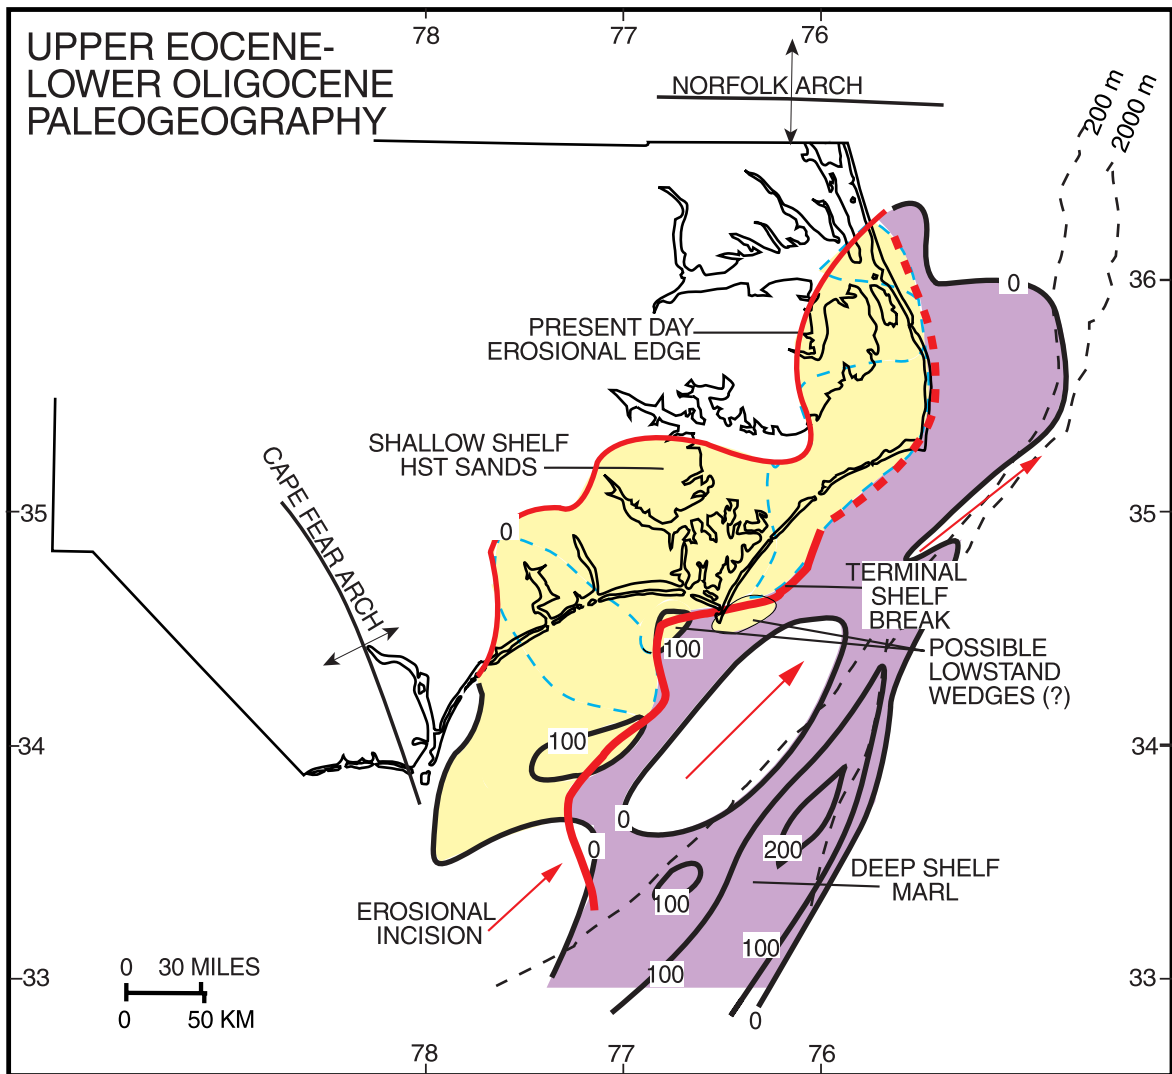 UPPER EOCENE-
LOWER OLIGOCENE
PALEOGEOGRAPHY
78
77
76
NORFOLK ARCH
200 m
2000 m
36
36
0
PRESENT DAY
EROSIONAL EDGE
SHALLOW SHELF
HST SANDS
CAPE FEAR ARCH
35
35
0
TERMINAL
SHELF
BREAK
100
POSSIBLE
LOWSTAND
WEDGES (?)
34
34
100
0
0
200
DEEP SHELF
MARL
100
EROSIONAL
INCISION
100
100
0 30 MILES
0 50 KM
33
33
0
78
77
76